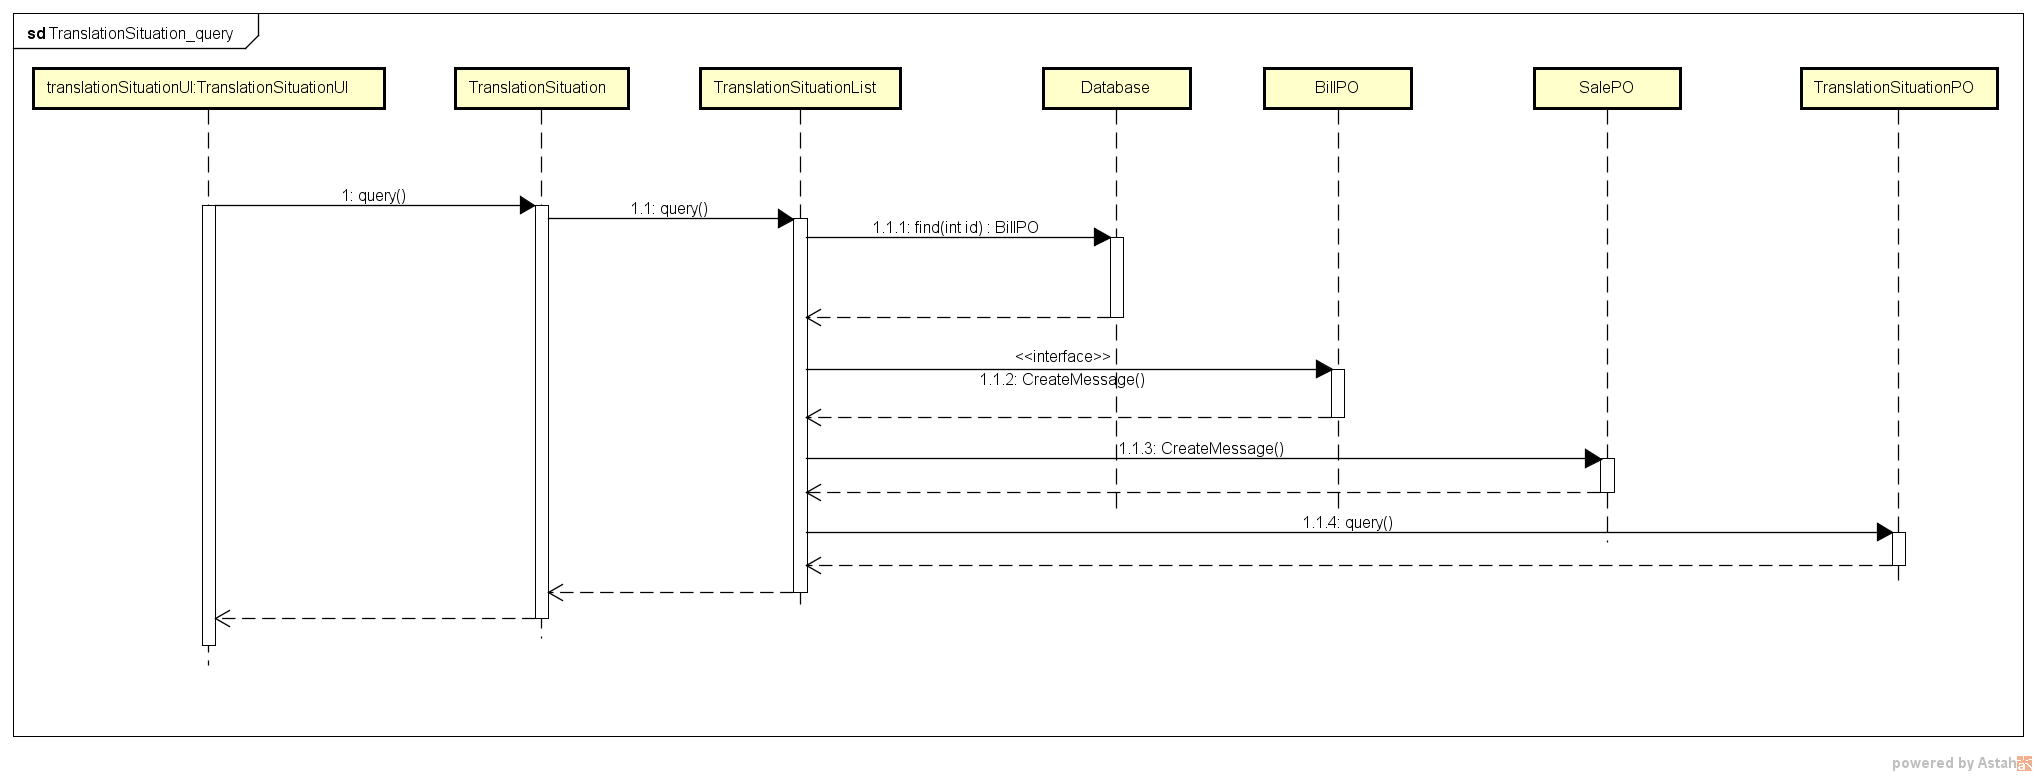 sd TranslationSituation_query
translationSituationUI:TranslationSituationUI
TranslationSituation
TranslationSituationList
Database
BillPO
SalePO
TranslationSituationPO
1: query()
1.1: query()
1.1.1: find(int id) : BillPO
<<interface>>
1.1.2: CreateMessage()
1.1.3: CreateMessage()
1.1.4: query()
powered by Astah